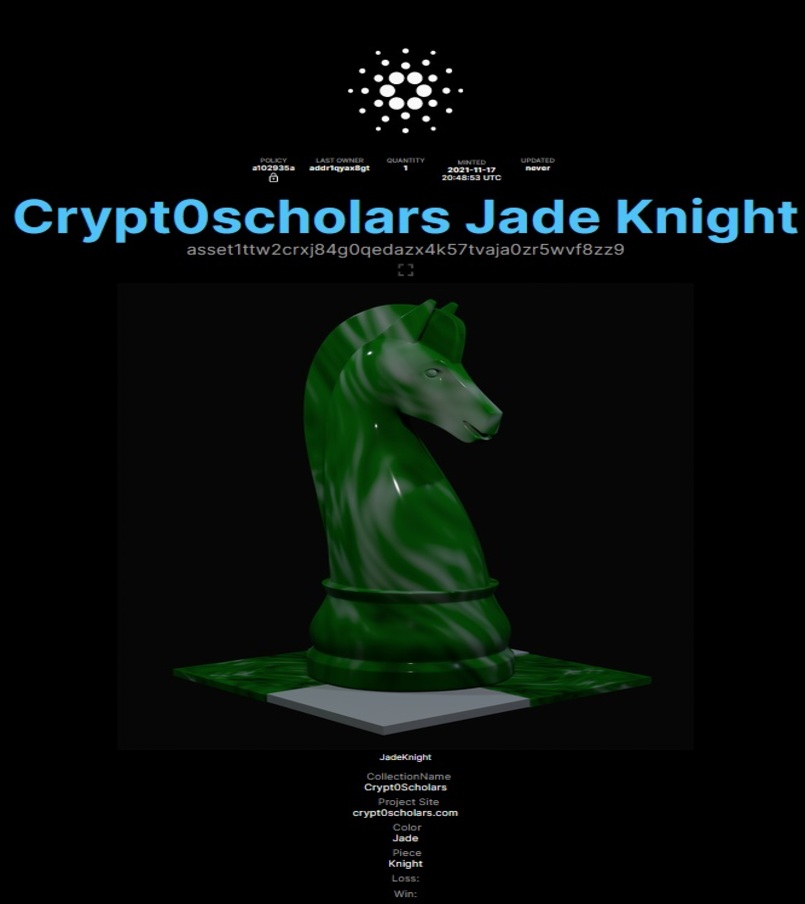 POLICY LAST OWNER QUANTITY MINTED UPDATED
a102935a addr1qyax8gt 1 2021-11-17 never
20:48:53 UTC
Crypt0scholars Jade Knight
asset1ttw2crxj84g0qedazx4k57tvaja0zr5wvf8zz9
JadeKnight
CollectionName
Crypt0Scholars
Project Site
crypt0scholars.com
Color
Jade
Piece
Knight
Loss:
Win: